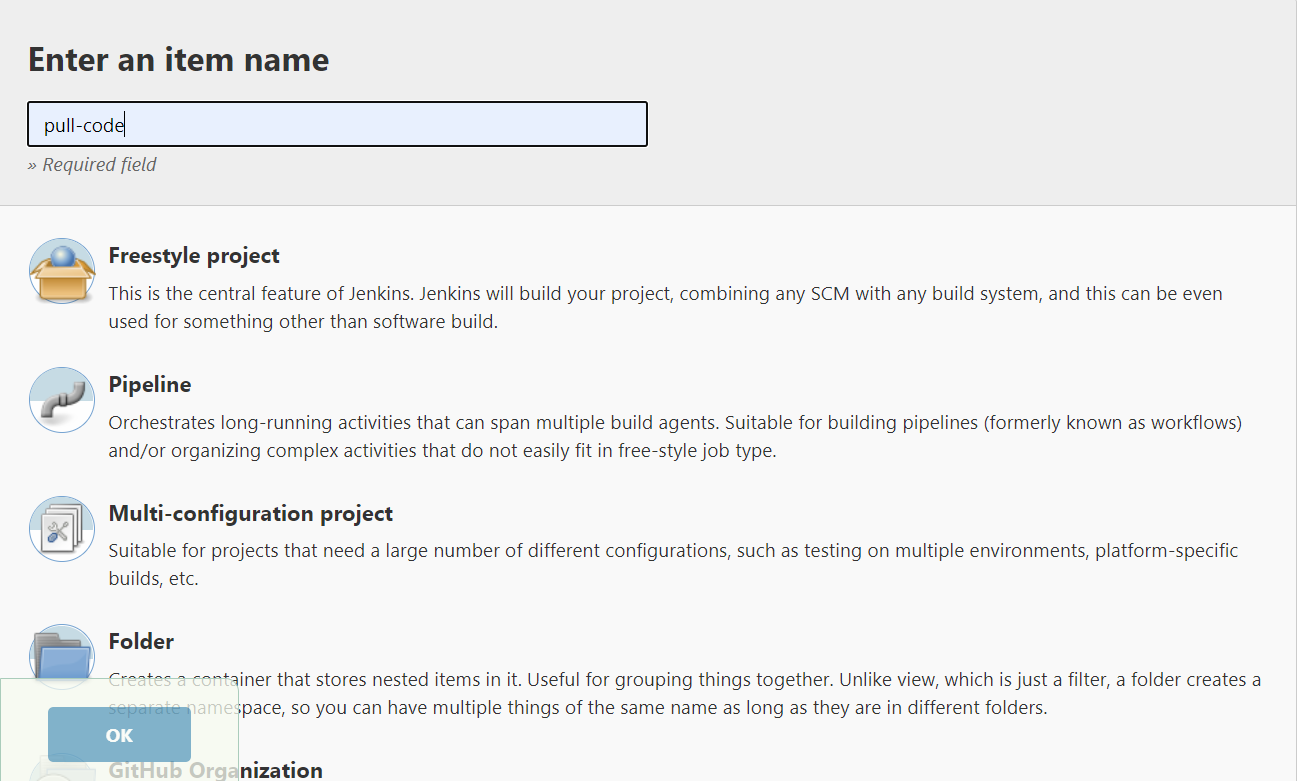 Enter an item name
pull-code
» Required field
Freestyle project
This is the central feature of Jenkins. Jenkins will build your project, combining any SCM with any build system, and this can be even
used for something other than software build.
Pipeline
Orchestrates long-running activities that can span multiple build agents. Suitable for building pipelines (formerly known as workflows)
and/or organizing complex activities that do not easily fit in free-style job type.
Multi-configuration project
Suitable for projects that need a large number of different configurations, such as testing on multiple environments, platform-specific
builds, etc.
Folder
Creates a container that stores nested items in it. Useful for grouping things together. Unlike view, which is just a filter, a folder creates a
separate namespace, so you can have multiple things of the same name as long as they are in different folders.
OK
GitHub Organization